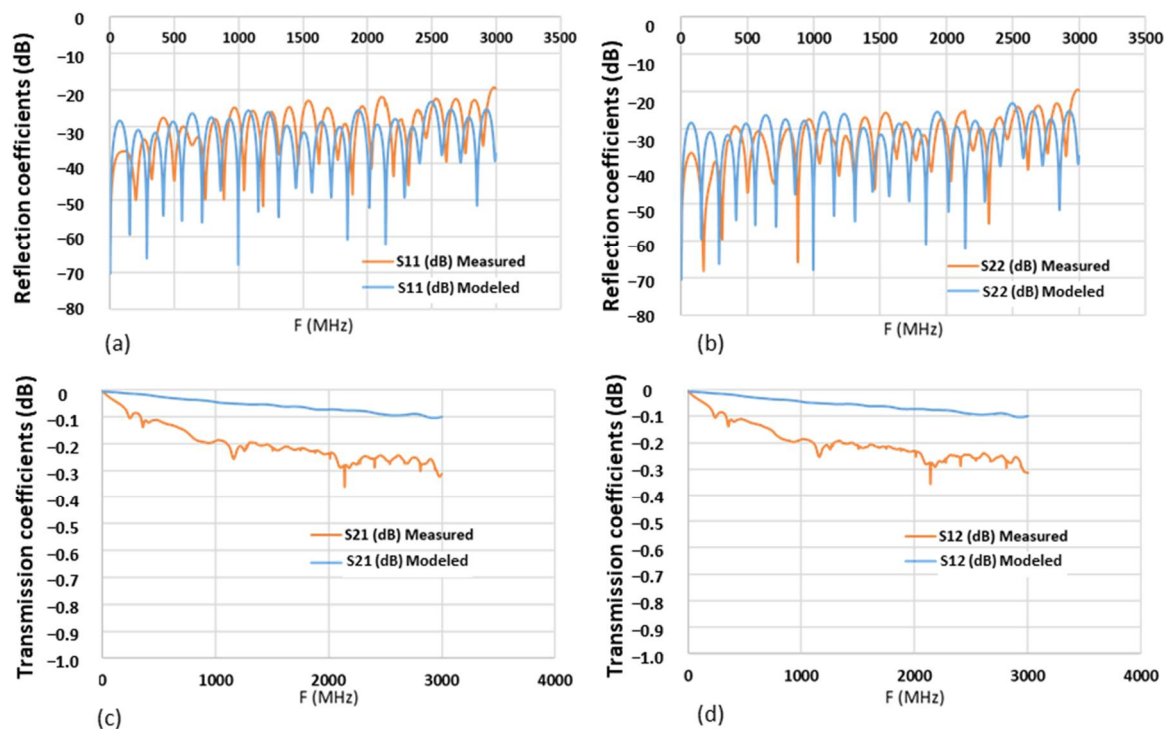 Reflection coefficients (dB)
0
−10
−20
−30
−40
−50
−60
−70
−80
0 500 1000 1500 2000 2500 3000 3500
S11 (dB) Measured
S11 (dB) Modeled
F (MHz)
(a)
Reflection coefficients (dB)
0
−10
−20
−30
−40
−50
−60
−70
−80
0 500 1000 1500 2000 2500 3000 3500
S22 (dB) Measured
S22 (dB) Modeled
F (MHz)
(b)
Transmission coefficients (dB)
0
−0.1
−0.2
−0.3
−0.4
−0.5
−0.6
−0.7
−0.8
−0.9
−1.0
S21 (dB) Measured
S21 (dB) Modeled
0 1000 2000 3000 4000
F (MHz)
(c)
Transmission coefficients (dB)
0
−0.1
−0.2
−0.3
−0.4
−0.5
−0.6
−0.7
−0.8
−0.9
−1.0
S12 (dB) Measured
S12 (dB) Modeled
0 1000 2000 3000 4000
F (MHz)
(d)